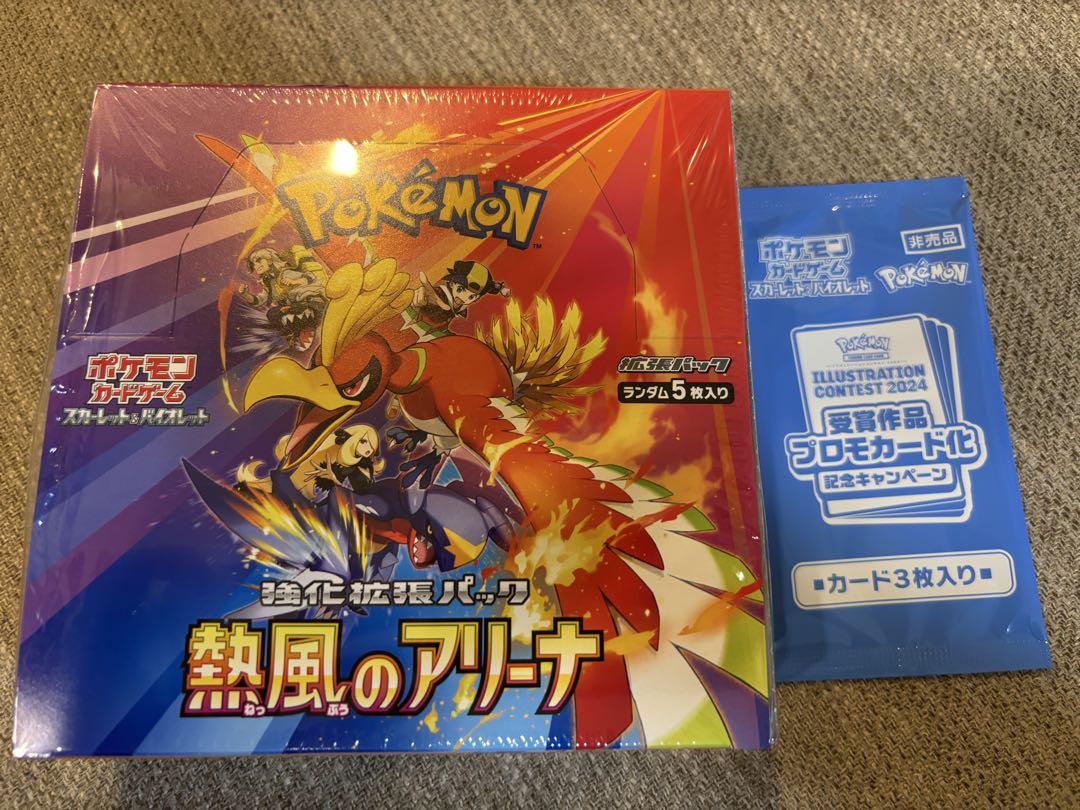 POKéMON
TM
ポケモン
カードゲーム
スカーレット&バイオレット
拡張パック
ランダム5枚入り
強化拡張パック
熱風のアリーナ
ねっ ぷう
ポケモン
カードゲーム
スカーレット&バイオレット
非売品
POKéMON
POKéMON
ILLUSTRATION
CONTEST 2024
受賞作品
プロモカード化
記念キャンペーン
■カード3枚入り■